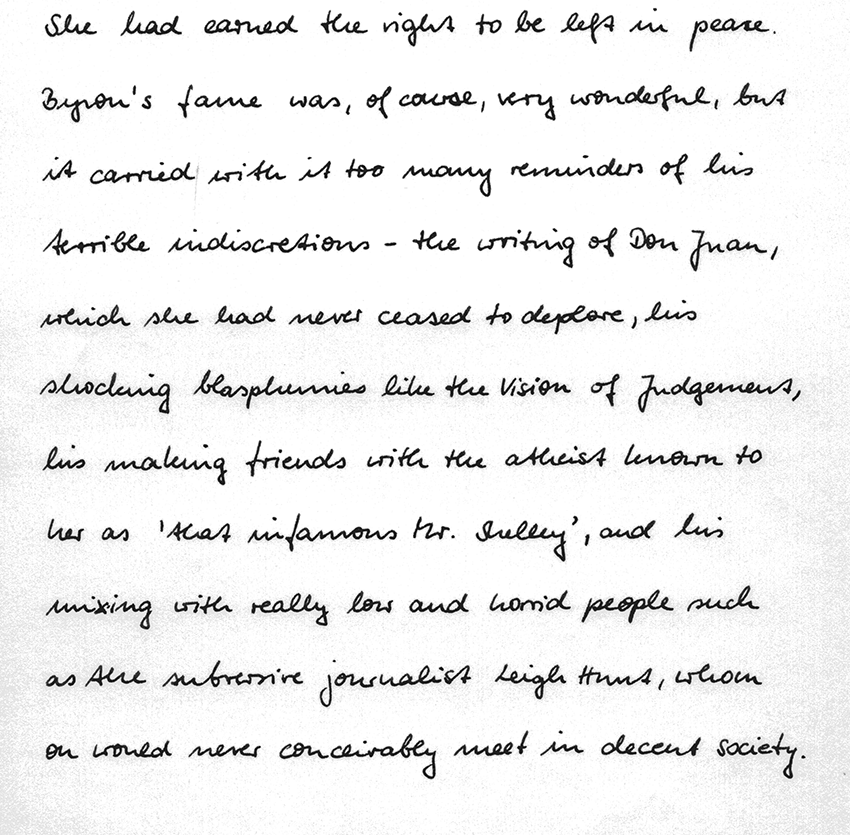 She had earned the right to be left in peace.
Byron's fame was, of course, very wonderful, but
it carried with it too many reminders of his
terrible indiscretions - the writing of Don Juan,
which she had never ceased to deplore, his
shocking blasphemies like the Vision of Judgement,
his making friends with the atheist known to
her as 'that infamous Mr. Shelley', and his
mixing with really low and horrid people such
as the subversive journalist Leigh Hunt, whom
on would never conceivably meet in decent society.